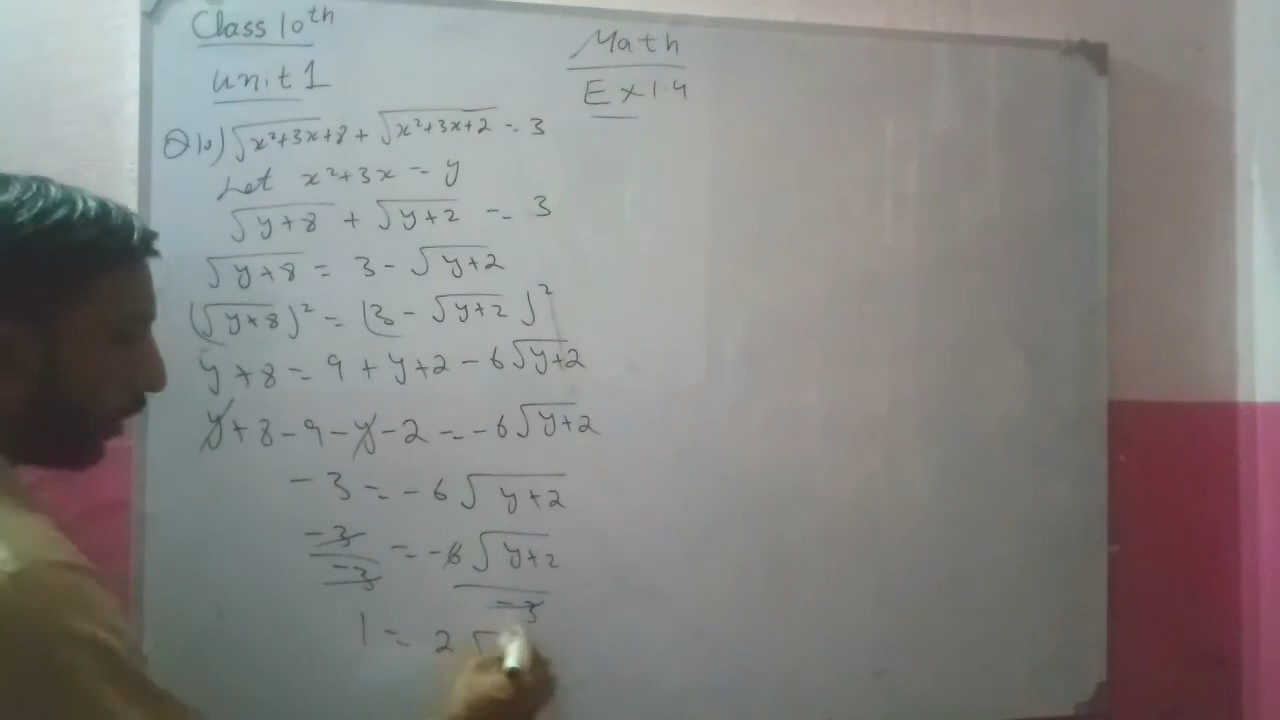 Class 10th
Unit 1
Math
Ex 1.4
Q10) √x²+3x+8 + √x²+3x+2 = 3
Let x²+3x = y
√y+8 + √y+2 = 3
√y+8 = 3 - √y+2
(√y+8)² = (3 - √y+2)²
y+8 = 9 + y+2 - 6√y+2
y+8-9-y-2 = -6√y+2
-3 = -6√y+2
-3/-3 = -6√y+2/-3
1 = 2√